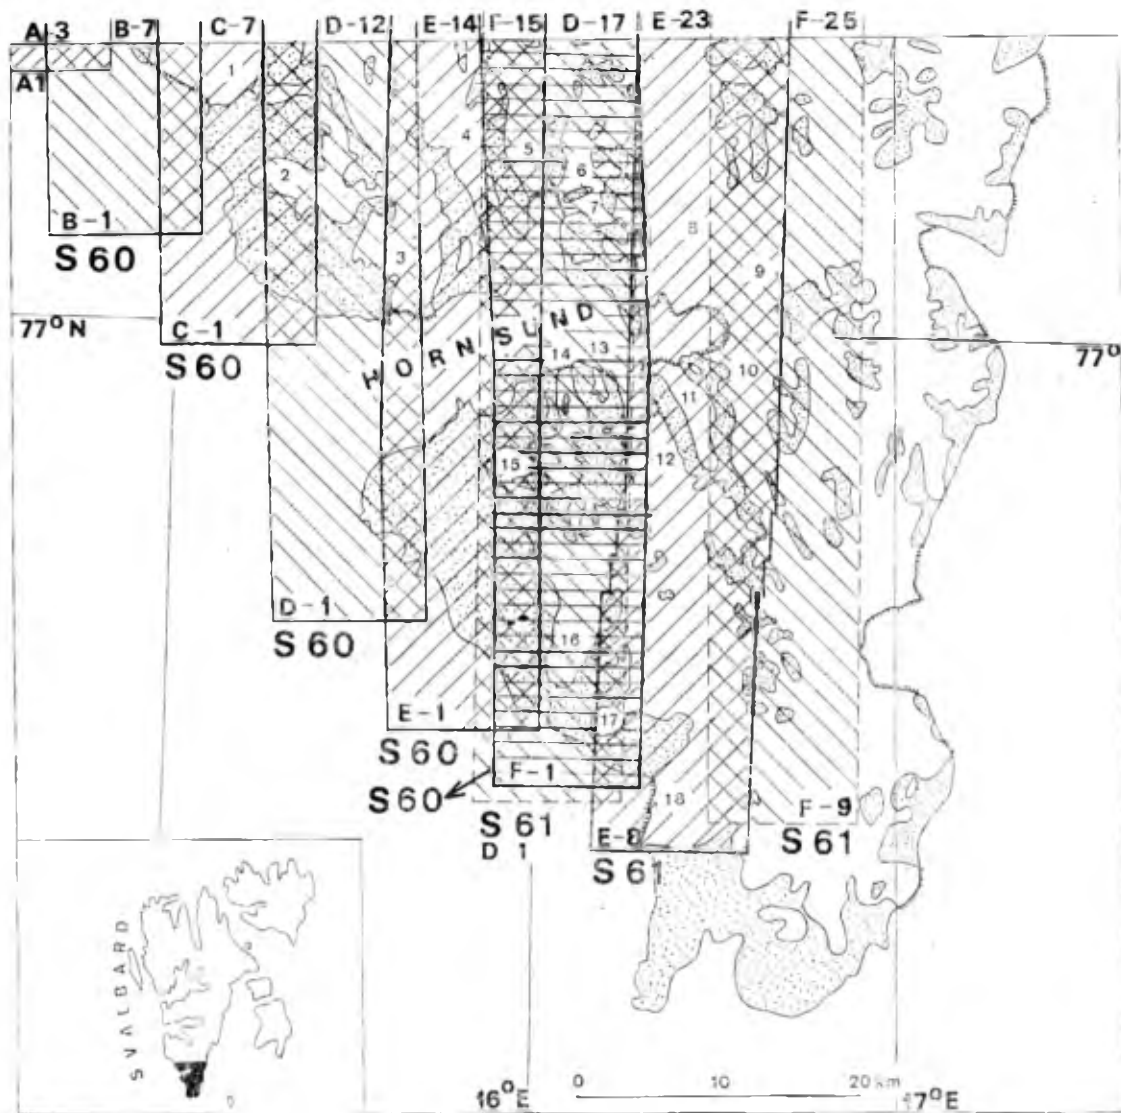 A-3 B-7 C-7 D-12 E-14 F-15 D-17 E-23 F-25
A1
1
4
5
2
6
7
B-1
S 60
8
3
9
77°N
C-1
S 60
HORNSUND
13
14
77°
10
11
12
15
D-1
S 60
16
E-1
S 60
17
F-1
S 60
18
F-9
S 61
S 61
D 1
E-8
S 61
SVALBARD
0 10 20 km
16°E
17°E